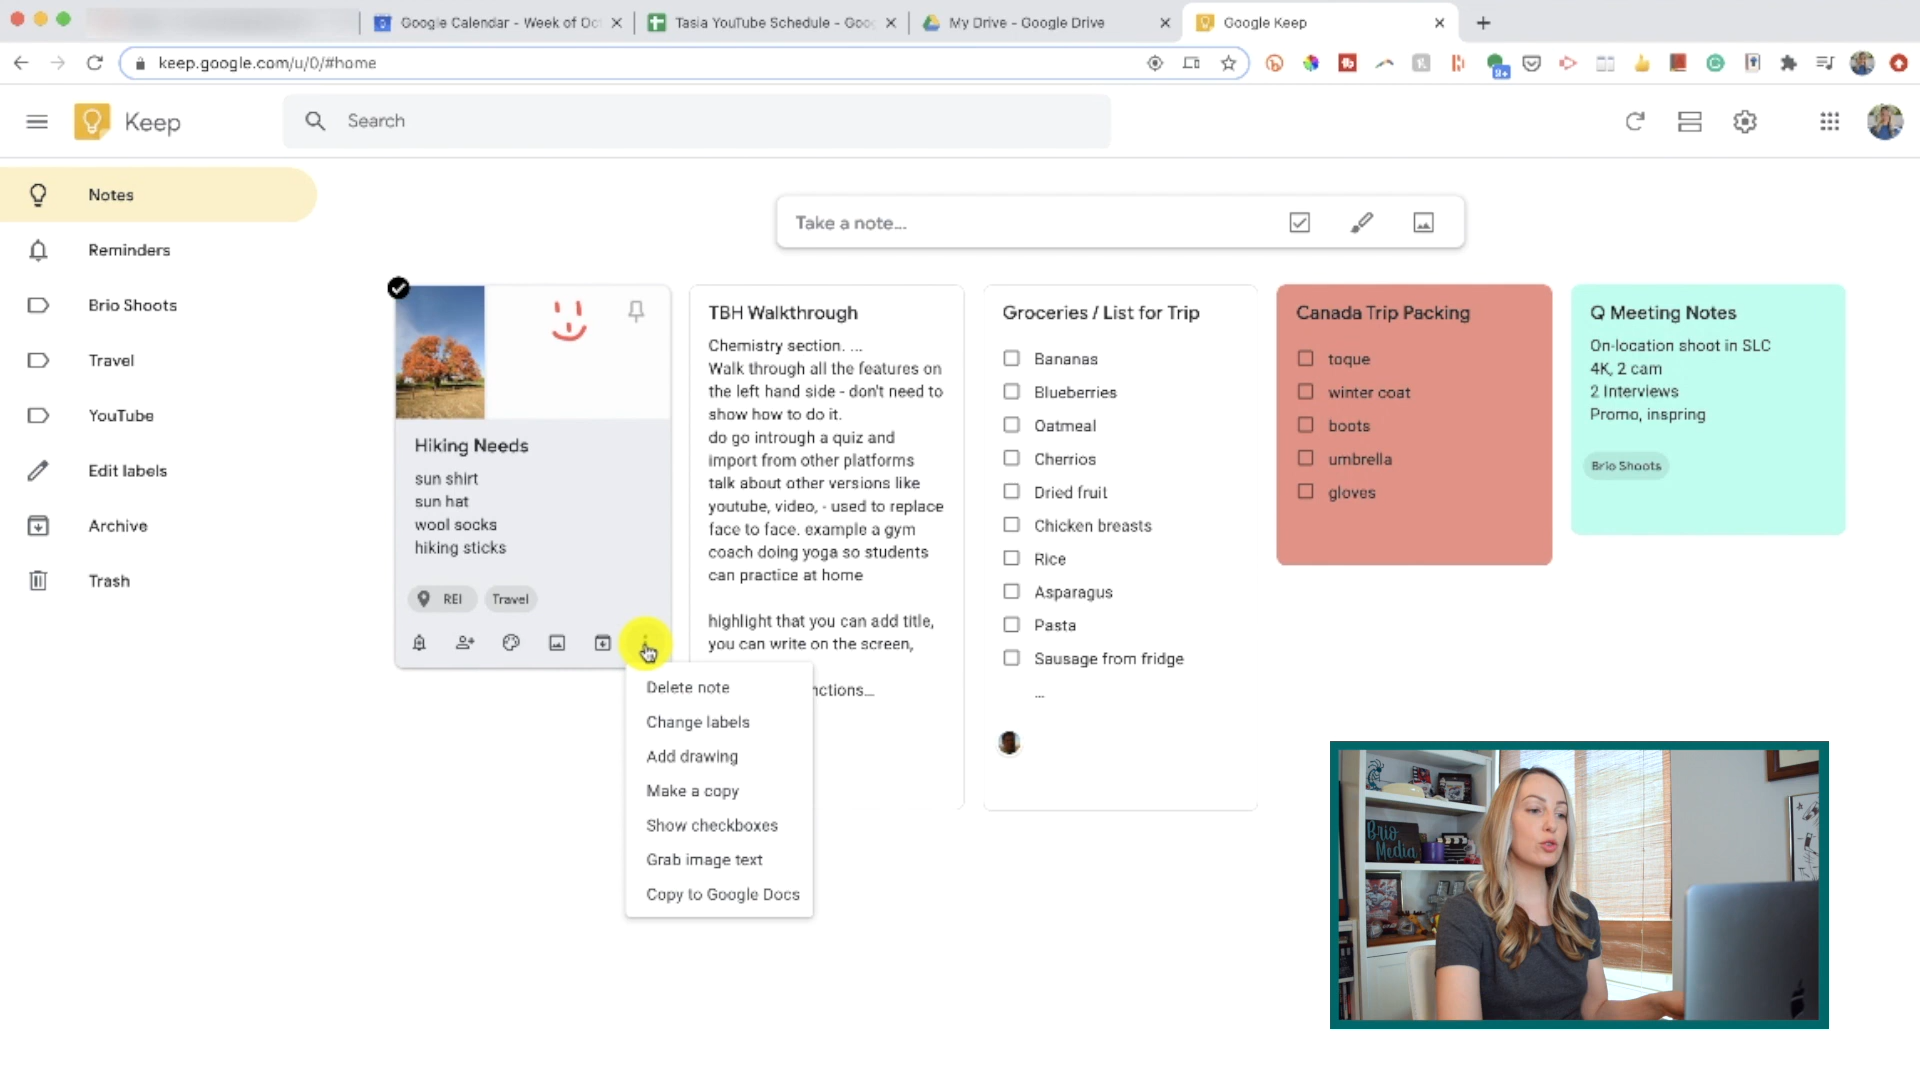 Google Calendar - Week of Oc
Tasia YouTube Schedule - Goo
My Drive - Google Drive
Google Keep
keep.google.com/u/0/#home
Keep
Search
Notes
Reminders
Brio Shoots
Travel
YouTube
Edit labels
Archive
Trash
Take a note...
Hiking Needs
sun shirt
sun hat
wool socks
hiking sticks
REI
Travel
Delete note
Change labels
Add drawing
Make a copy
Show checkboxes
Grab image text
Copy to Google Docs
TBH Walkthrough
Chemistry section. ...
Walk through all the features on
the left hand side - don't need to
show how to do it.
do go intrough a quiz and
import from other platforms
talk about other versions like
youtube, video, - used to replace
face to face. example a gym
coach doing yoga so students
can practice at home
highlight that you can add title,
you can write on the screen,
nctions...
Groceries / List for Trip
Bananas
Blueberries
Oatmeal
Cherrios
Dried fruit
Chicken breasts
Rice
Asparagus
Pasta
Sausage from fridge
...
Canada Trip Packing
toque
winter coat
boots
umbrella
gloves
Q Meeting Notes
On-location shoot in SLC
4K, 2 cam
2 Interviews
Promo, inspring
Brio Shoots
Brio
Media